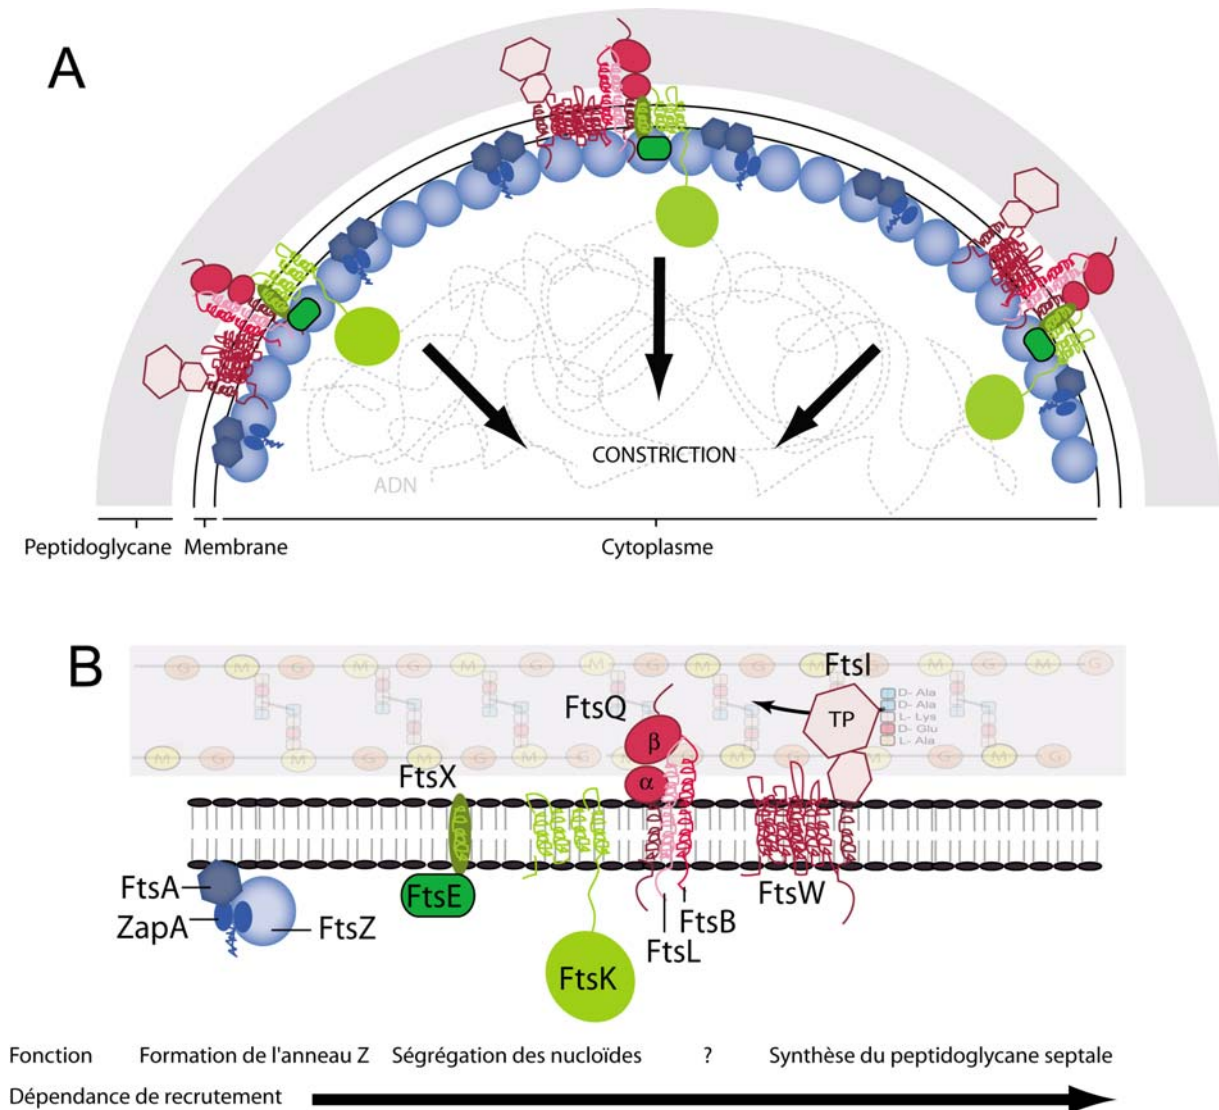 A
CONSTRICTION
ADN
Peptidoglycane Membrane Cytoplasme
B
G M G M G M G M G M G
FtsI
D- Ala
D- Ala
L- Lys
D- Glu
L- Ala
TP
FtsQ
β
α
M G M G M G G M G M G M G
FtsX
FtsA
FtsE
FtsW
ZapA
FtsZ
FtsB
FtsL
FtsK
Fonction Formation de l'anneau Z Ségrégation des nucloïdes ? Synthèse du peptidoglycane septale
Dépendance de recrutement